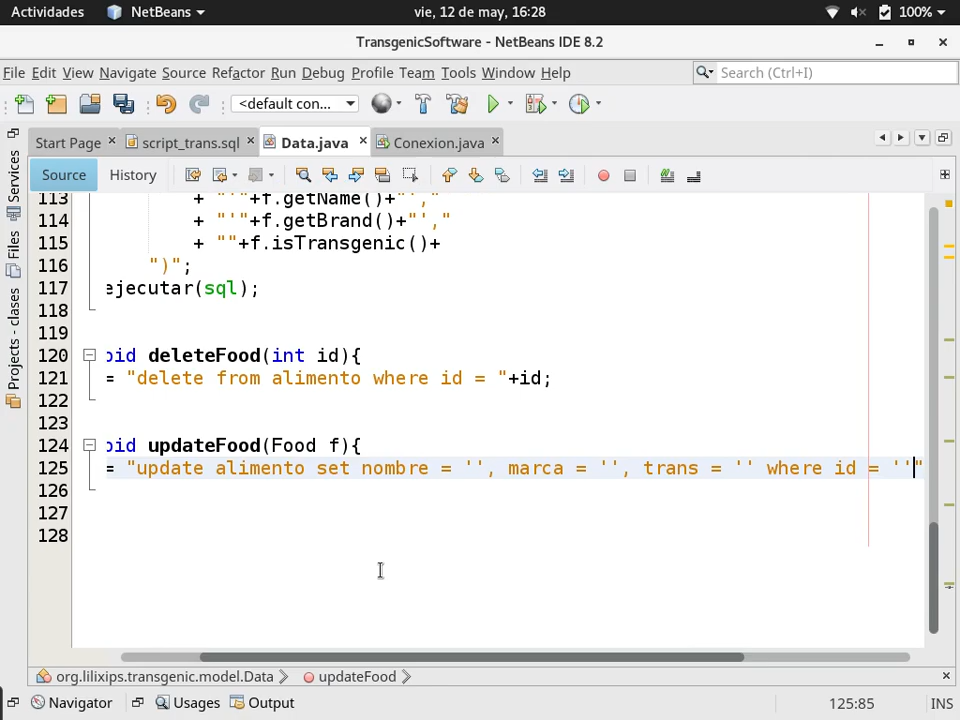 Actividades NetBeans vie, 12 de may, 16:28 100%
TransgenicSoftware - NetBeans IDE 8.2
File Edit View Navigate Source Refactor Run Debug Profile Team Tools Window Help Search (Ctrl+I)
<default con...
Start Page script_trans.sql Data.java Conexion.java
Source History
Services
Files
Projects - clases
113 + "'"+f.getName()+"',"
114 + "'"+f.getBrand()+"',"
115 + ""+f.isTransgenic()+
116 ")";
117 ejecutar(sql);
118
119
120 oid deleteFood(int id){
121 = "delete from alimento where id = "+id;
122
123
124 oid updateFood(Food f){
125 = "update alimento set nombre = '', marca = '', trans = '' where id = ''"
126
127
128
org.lilixips.transgenic.model.Data updateFood
Navigator Usages Output 125:85 INS